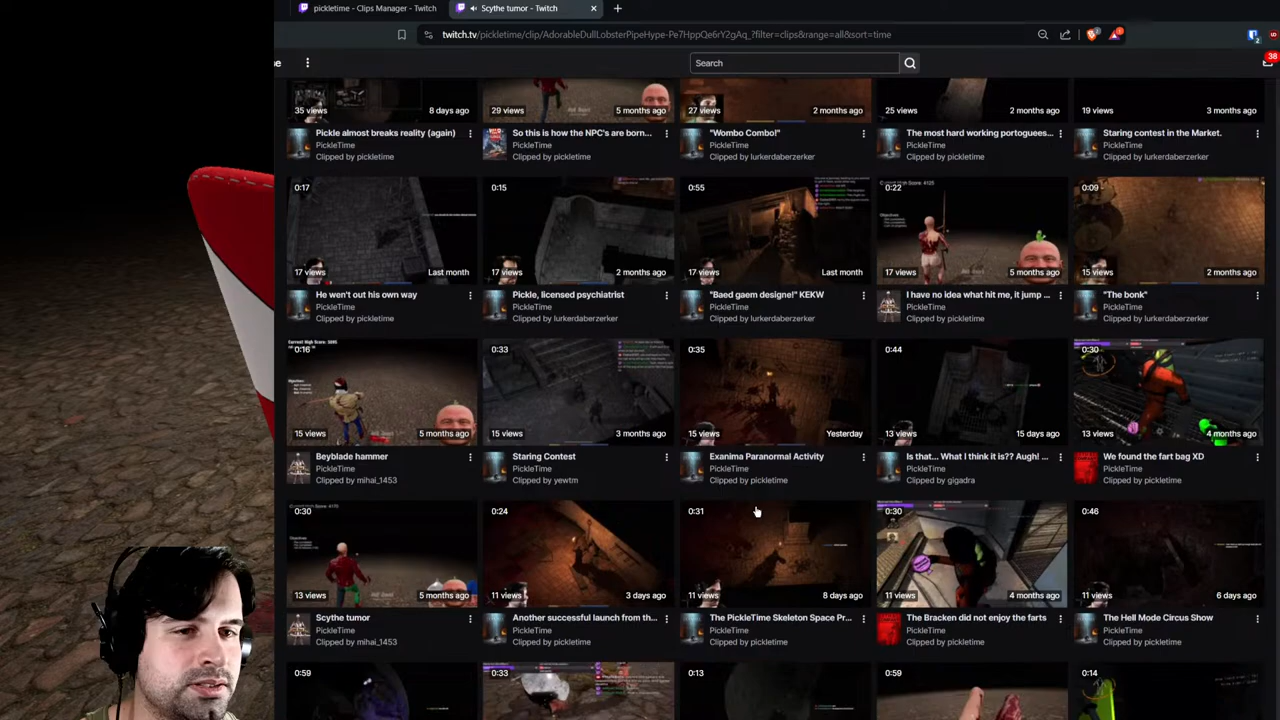 pickletime - Clips Manager - Twitch
Scythe tumor - Twitch
twitch.tv/pickletime/clip/AdorableDullLobsterPipeHype-Pe7HppQe6rY2gAq_?filter=clips&range=all&sort=time
Search
38
35 views 8 days ago
29 views 5 months ago
27 views 2 months ago
25 views 2 months ago
19 views 3 months ago
Pickle almost breaks reality (again)
PickleTime
Clipped by pickletime
So this is how the NPC's are born...
PickleTime
Clipped by pickletime
"Wombo Combo!"
PickleTime
Clipped by lurkerdaberzerker
The most hard working portoguees...
PickleTime
Clipped by pickletime
Staring contest in the Market.
PickleTime
Clipped by lurkerdaberzerker
0:17
17 views Last month
He won't out his own way
PickleTime
Clipped by pickletime
0:15
17 views 2 months ago
Pickle, licensed psychiatrist
PickleTime
Clipped by lurkerdaberzerker
0:55
17 views Last month
"Baed gaem designe!" KEKW
PickleTime
Clipped by lurkerdaberzerker
0:22
17 views 5 months ago
I have no idea what hit me, it jump ...
PickleTime
Clipped by pickletime
0:09
15 views 2 months ago
"The bonk"
PickleTime
Clipped by lurkerdaberzerker
0:16
15 views 5 months ago
Beyblade hammer
PickleTime
Clipped by mihai_1453
0:33
15 views 3 months ago
Staring Contest
PickleTime
Clipped by yewtm
0:35
15 views Yesterday
Exanima Paranormal Activity
PickleTime
Clipped by pickletime
0:44
13 views 15 days ago
Is that... What I think it is?? Augh! ...
PickleTime
Clipped by gigadra
0:30
13 views 4 months ago
We found the fart bag XD
PickleTime
Clipped by pickletime
0:30
13 views 5 months ago
Scythe tumor
PickleTime
Clipped by mihai_1453
0:24
11 views 3 days ago
Another successful launch from th...
PickleTime
Clipped by pickletime
0:31
11 views 8 days ago
The PickleTime Skeleton Space Pr...
PickleTime
Clipped by pickletime
0:30
11 views 4 months ago
The Bracken did not enjoy the farts
PickleTime
Clipped by pickletime
0:46
11 views 6 days ago
The Hell Mode Circus Show
PickleTime
Clipped by pickletime
0:59
0:33
0:13
0:59
0:14